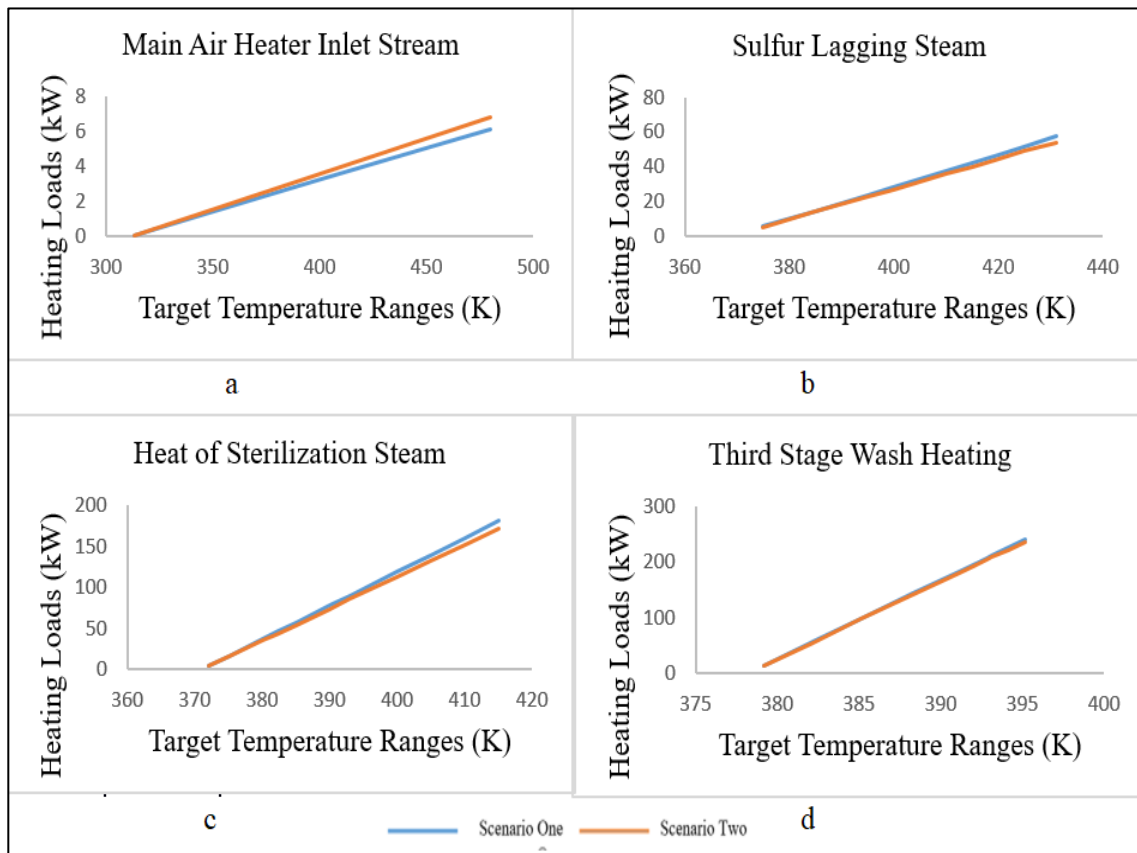 Main Air Heater Inlet Stream
Heating Loads (kW)
8
6
4
2
0
300 350 400 450 500
Target Temperature Ranges (K)
a
Sulfur Lagging Steam
Heaitng Loads (kW)
80
60
40
20
0
360 380 400 420 440
Target Temperature Ranges (K)
b
Heat of Sterilization Steam
Heating Loads (kW)
200
150
100
50
0
360 370 380 390 400 410 420
Target Temperature Ranges (K)
c
Third Stage Wash Heating
Heating Loads (kW)
300
200
100
0
375 380 385 390 395 400
Target Temperature Ranges (K)
d
Scenario One Scenario Two